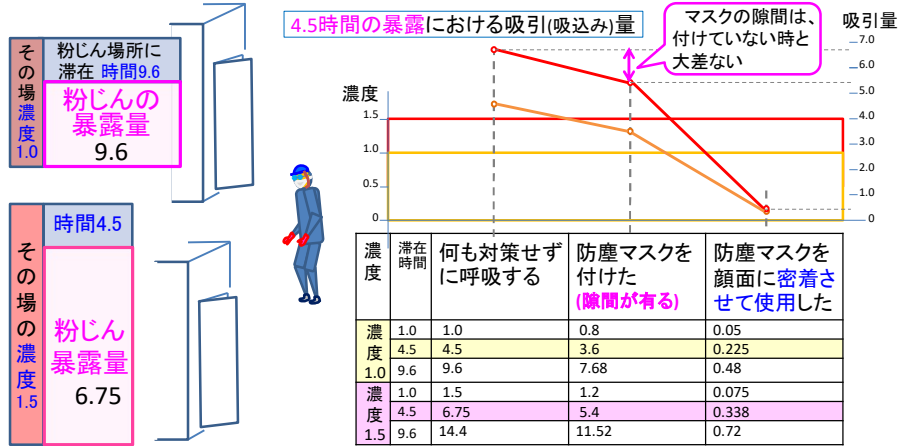 その場濃度1.0
粉じん場所に
滞在 時間9.6
粉じんの
暴露量
9.6
その場の濃度1.5
時間4.5
粉じん
暴露量
6.75
4.5時間の暴露における吸引(吸込み)量
マスクの隙間は、
付けていない時と
大差ない
吸引量
7.0
6.0
5.0
4.0
3.0
2.0
1.0
0
濃度
1.5
1.0
0.5
0
濃度 滞在時間 何も対策せずに呼吸する 防塵マスクを付けた(隙間が有る) 防塵マスクを顔面に密着させて使用した
濃度1.0
1.0 1.0 0.8 0.05
4.5 4.5 3.6 0.225
9.6 9.6 7.68 0.48
濃度1.5
1.0 1.5 1.2 0.075
4.5 6.75 5.4 0.338
9.6 14.4 11.52 0.72